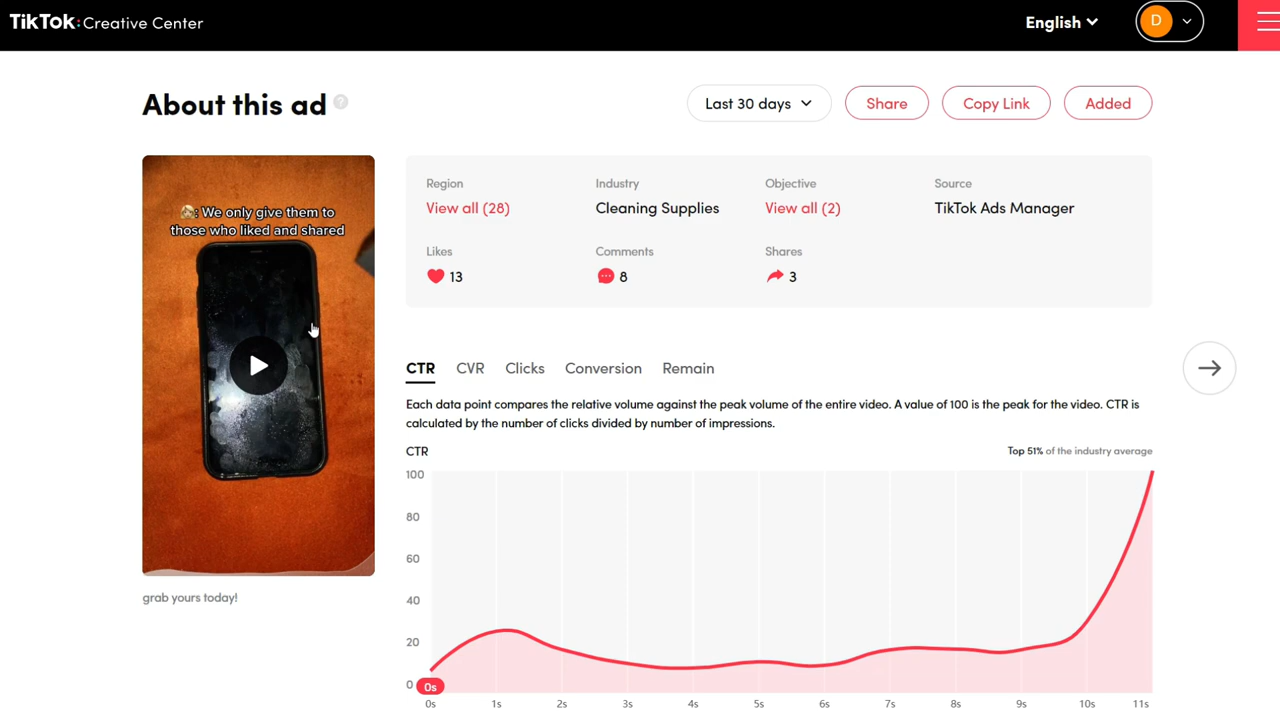 TikTok: Creative Center
English
D
About this ad ?
Last 30 days
Share
Copy Link
Added
: We only give them to
those who liked and shared
grab yours today!
Region
Industry
Objective
Source
View all (28)
Cleaning Supplies
View all (2)
TikTok Ads Manager
Likes
Comments
Shares
13
8
3
CTR
CVR
Clicks
Conversion
Remain
Each data point compares the relative volume against the peak volume of the entire video. A value of 100 is the peak for the video. CTR is
calculated by the number of clicks divided by number of impressions.
CTR
Top 51% of the industry average
100
80
60
40
20
0
0s
0s
1s
2s
3s
4s
5s
6s
7s
8s
9s
10s
11s